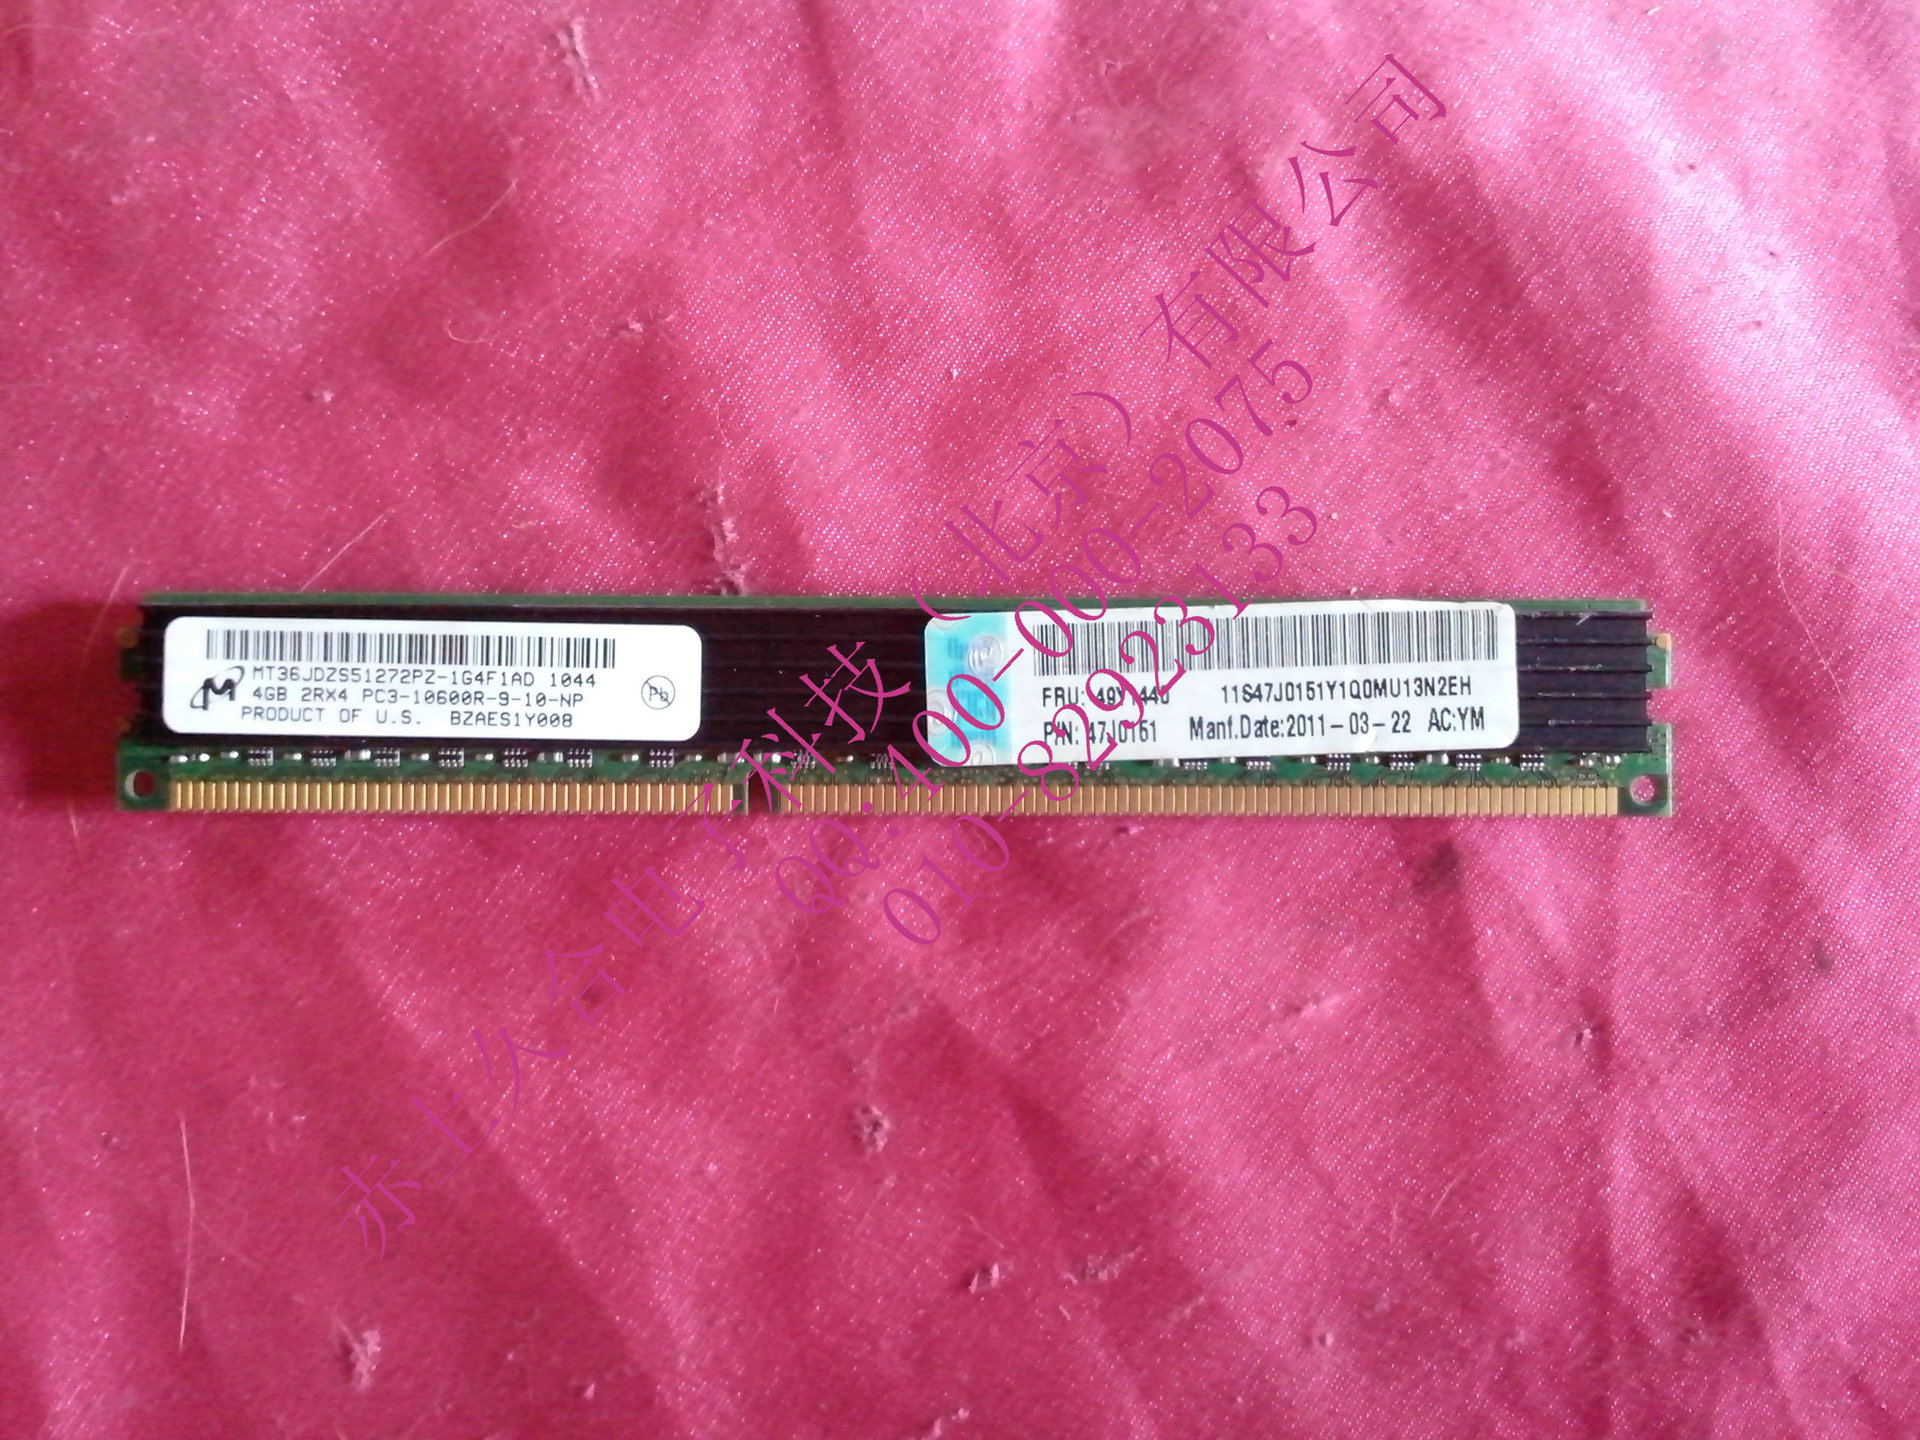 MT36JDZS51272PZ-1G4F1AD 1044
4GB 2RX4 PC3-10600R-9-10-NP
PRODUCT OF U.S. BZAES1Y008
Pb
FRU: 11S47J0151Y1Q0MU13N2EH
P/N: 47J0151 Manf.Date:2011-03-22 AC:YM
赤士久合电子科技（北京）有限公司
QQ:400-000-2075
010-82923133